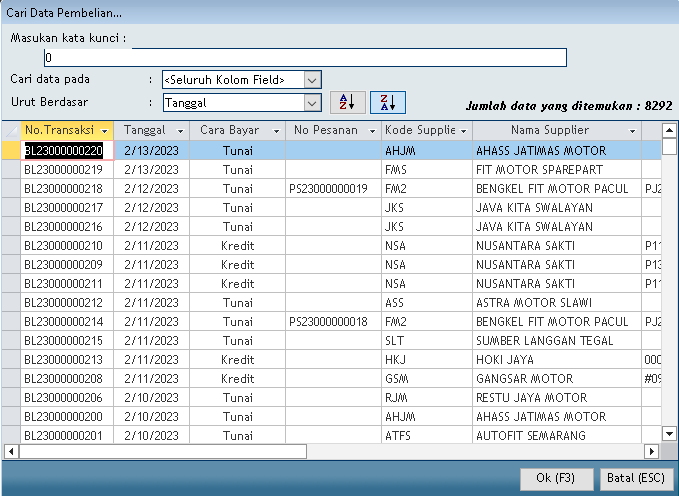 Cari Data Pembelian...
Masukan kata kunci :
0
Cari data pada : <Seluruh Kolom Field>
Urut Berdasar : Tanggal A Z Z A Jumlah data yang ditemukan : 8292
No.Transaksi Tanggal Cara Bayar No Pesanan Kode Supplie Nama Supplier
BL23000000220 2/13/2023 Tunai AHJM AHASS JATIMAS MOTOR
BL23000000219 2/13/2023 Tunai FMS FIT MOTOR SPAREPART
BL23000000218 2/12/2023 Tunai PS23000000019 FM2 BENGKEL FIT MOTOR PACUL PJ2
BL23000000217 2/12/2023 Tunai JKS JAVA KITA SWALAYAN
BL23000000216 2/12/2023 Tunai JKS JAVA KITA SWALAYAN
BL23000000210 2/11/2023 Kredit NSA NUSANTARA SAKTI P11
BL23000000209 2/11/2023 Kredit NSA NUSANTARA SAKTI P13
BL23000000211 2/11/2023 Kredit NSA NUSANTARA SAKTI P11
BL23000000212 2/11/2023 Tunai ASS ASTRA MOTOR SLAWI
BL23000000214 2/11/2023 Tunai PS23000000018 FM2 BENGKEL FIT MOTOR PACUL PJ2
BL23000000215 2/11/2023 Tunai SLT SUMBER LANGGAN TEGAL
BL23000000213 2/11/2023 Kredit HKJ HOKI JAYA 000
BL23000000208 2/11/2023 Kredit GSM GANGSAR MOTOR #09
BL23000000206 2/10/2023 Tunai RJM RESTU JAYA MOTOR
BL23000000200 2/10/2023 Tunai AHJM AHASS JATIMAS MOTOR
BL23000000201 2/10/2023 Tunai ATFS AUTOFIT SEMARANG
Ok (F3) Batal (ESC)